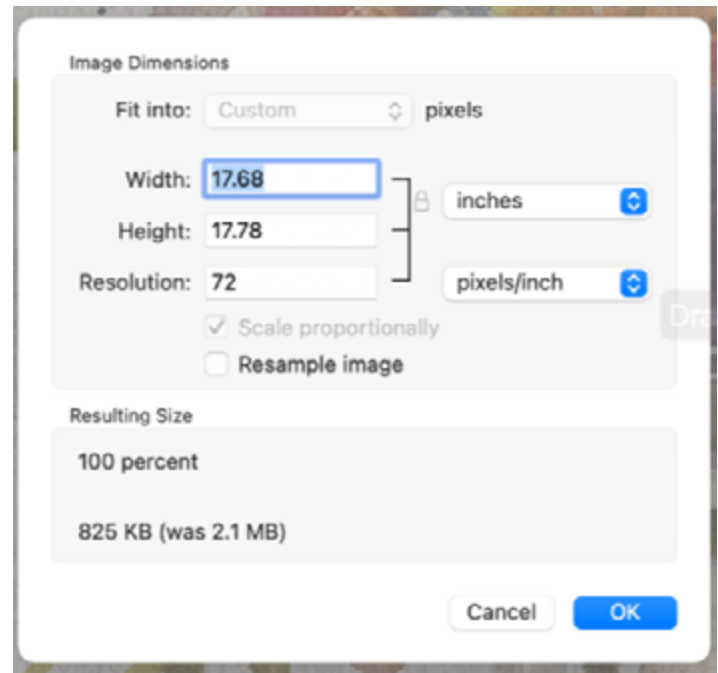 Image Dimensions
Fit into: Custom pixels
Width: 17.68 inches
Height: 17.78
Resolution: 72 pixels/inch
Scale proportionally
Resample image
Resulting Size
100 percent
825 KB (was 2.1 MB)
Cancel OK